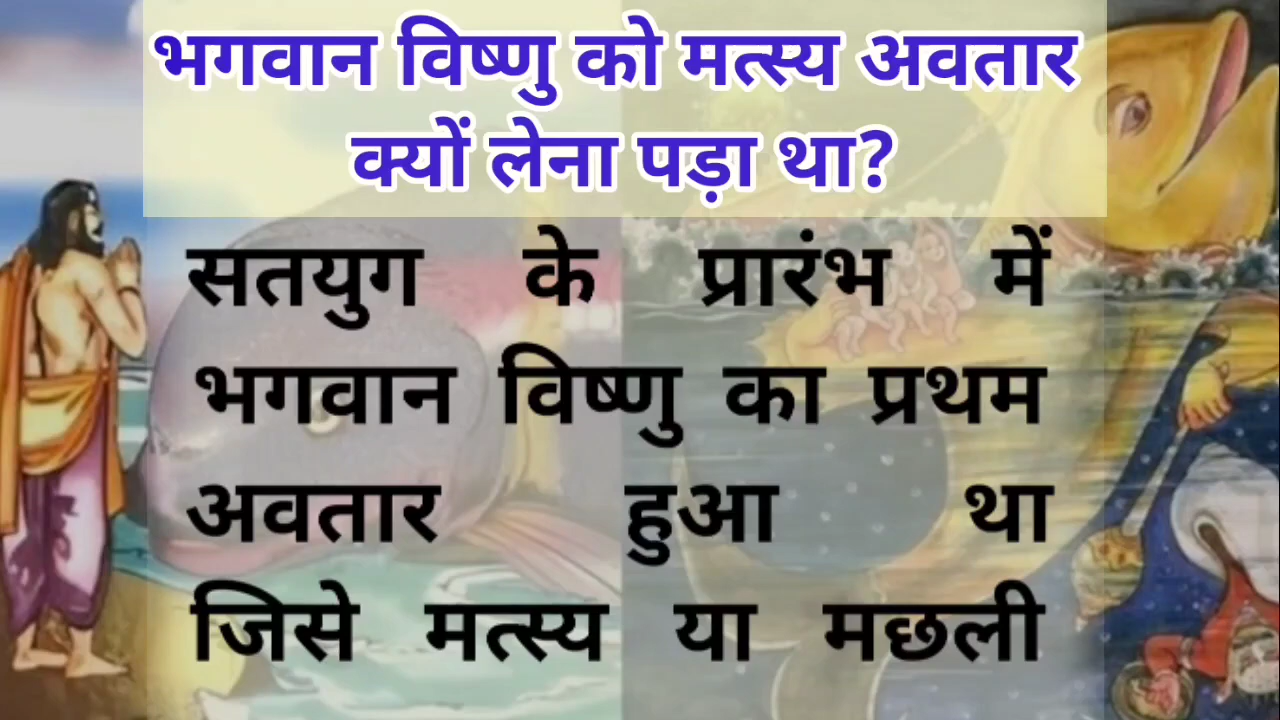 भगवान विष्णु को मत्स्य अवतार
क्यों लेना पड़ा था?
सतयुग के प्रारंभ में
भगवान विष्णु का प्रथम
अवतार हुआ था
जिसे मत्स्य या मछली